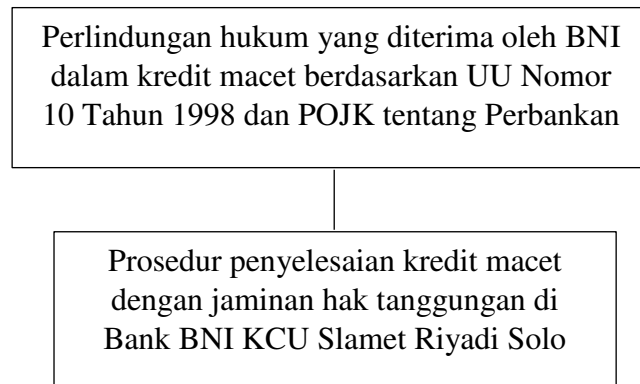 Perlindungan hukum yang diterima oleh BNI
dalam kredit macet berdasarkan UU Nomor
10 Tahun 1998 dan POJK tentang Perbankan
Prosedur penyelesaian kredit macet
dengan jaminan hak tanggungan di
Bank BNI KCU Slamet Riyadi Solo